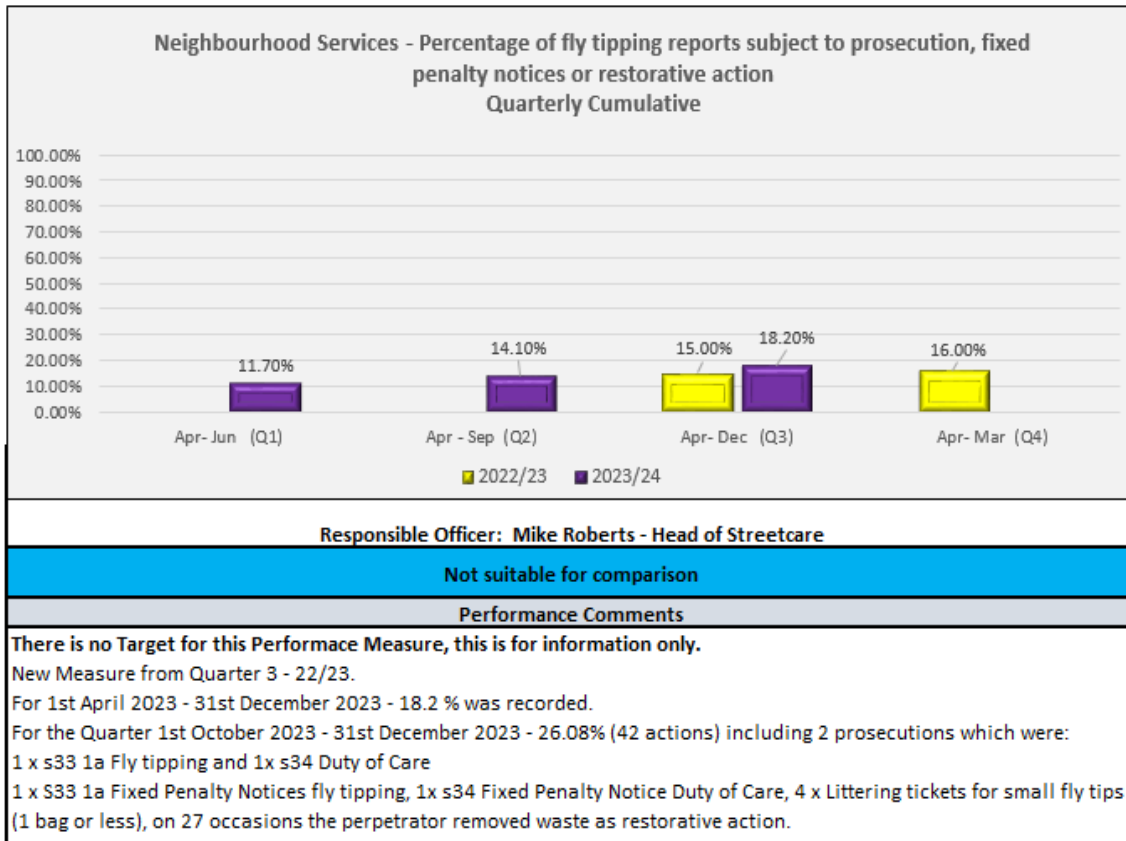 Neighbourhood Services - Percentage of fly tipping reports subject to prosecution, fixed
penalty notices or restorative action
Quarterly Cumulative
100.00%
90.00%
80.00%
70.00%
60.00%
50.00%
40.00%
30.00%
20.00%
10.00%
0.00%
11.70%
14.10%
15.00%
18.20%
16.00%
Apr- Jun (Q1)
Apr - Sep (Q2)
Apr- Dec (Q3)
Apr- Mar (Q4)
2022/23
2023/24
Responsible Officer: Mike Roberts - Head of Streetcare
Not suitable for comparison
Performance Comments
There is no Target for this Performace Measure, this is for information only.
New Measure from Quarter 3 - 22/23.
For 1st April 2023 - 31st December 2023 - 18.2 % was recorded.
For the Quarter 1st October 2023 - 31st December 2023 - 26.08% (42 actions) including 2 prosecutions which were:
1 x s33 1a Fly tipping and 1x s34 Duty of Care
1 x S33 1a Fixed Penalty Notices fly tipping, 1x s34 Fixed Penalty Notice Duty of Care, 4 x Littering tickets for small fly tips
(1 bag or less), on 27 occasions the perpetrator removed waste as restorative action.